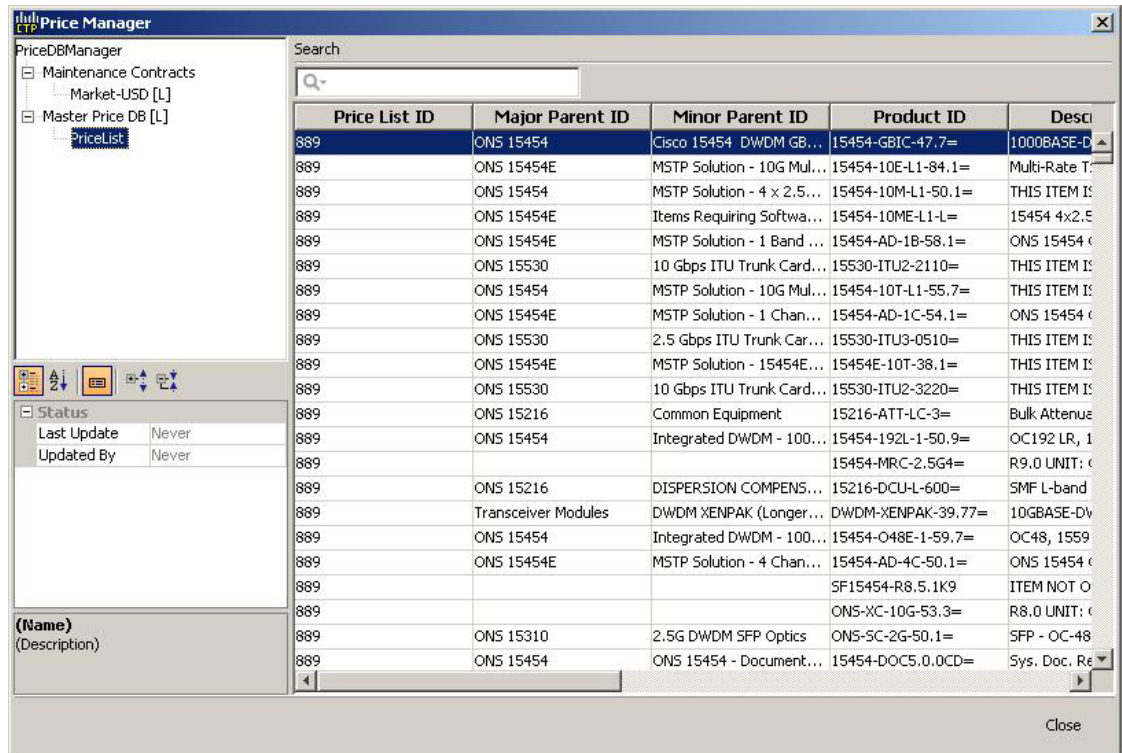 CTP Price Manager
PriceDBManager
Maintenance Contracts
Market-USD [L]
Master Price DB [L]
PriceList
Status
Last Update Never
Updated By Never
(Name)
(Description)
Search
Price List ID Major Parent ID Minor Parent ID Product ID Descr
889 ONS 15454 Cisco 15454 DWDM GB... 15454-GBIC-47.7= 1000BASE-D
889 ONS 15454E MSTP Solution - 10G Mul... 15454-10E-L1-84.1= Multi-Rate T
889 ONS 15454 MSTP Solution - 4 x 2.5... 15454-10M-L1-50.1= THIS ITEM IS
889 ONS 15454E Items Requiring Softwa... 15454-10ME-L1-L= 15454 4x2.5
889 ONS 15454E MSTP Solution - 1 Band ... 15454-AD-1B-58.1= ONS 15454
889 ONS 15530 10 Gbps ITU Trunk Card... 15530-ITU2-2110= THIS ITEM IS
889 ONS 15454 MSTP Solution - 10G Mul... 15454-10T-L1-55.7= THIS ITEM IS
889 ONS 15454E MSTP Solution - 1 Chan... 15454-AD-1C-54.1= ONS 15454
889 ONS 15530 2.5 Gbps ITU Trunk Car... 15530-ITU3-0510= THIS ITEM IS
889 ONS 15454E MSTP Solution - 15454E... 15454E-10T-38.1= THIS ITEM IS
889 ONS 15530 10 Gbps ITU Trunk Card... 15530-ITU2-3220= THIS ITEM IS
889 ONS 15216 Common Equipment 15216-ATT-LC-3= Bulk Attenua
889 ONS 15454 Integrated DWDM - 100... 15454-192L-1-50.9= OC192 LR, 1
889 15454-MRC-2.5G4= R9.0 UNIT:
889 ONS 15216 DISPERSION COMPENS... 15216-DCU-L-600= SMF L-band
889 Transceiver Modules DWDM XENPAK (Longer... DWDM-XENPAK-39.77= 10GBASE-DW
889 ONS 15454 Integrated DWDM - 100... 15454-O48E-1-59.7= OC48, 1559
889 ONS 15454E MSTP Solution - 4 Chan... 15454-AD-4C-50.1= ONS 15454
889 SF15454-R8.5.1K9 ITEM NOT O
889 ONS-XC-10G-53.3= R8.0 UNIT:
889 ONS 15310 2.5G DWDM SFP Optics ONS-SC-2G-50.1= SFP - OC-48
889 ONS 15454 ONS 15454 - Document... 15454-DOC5.0.0CD= Sys. Doc. Re
Close